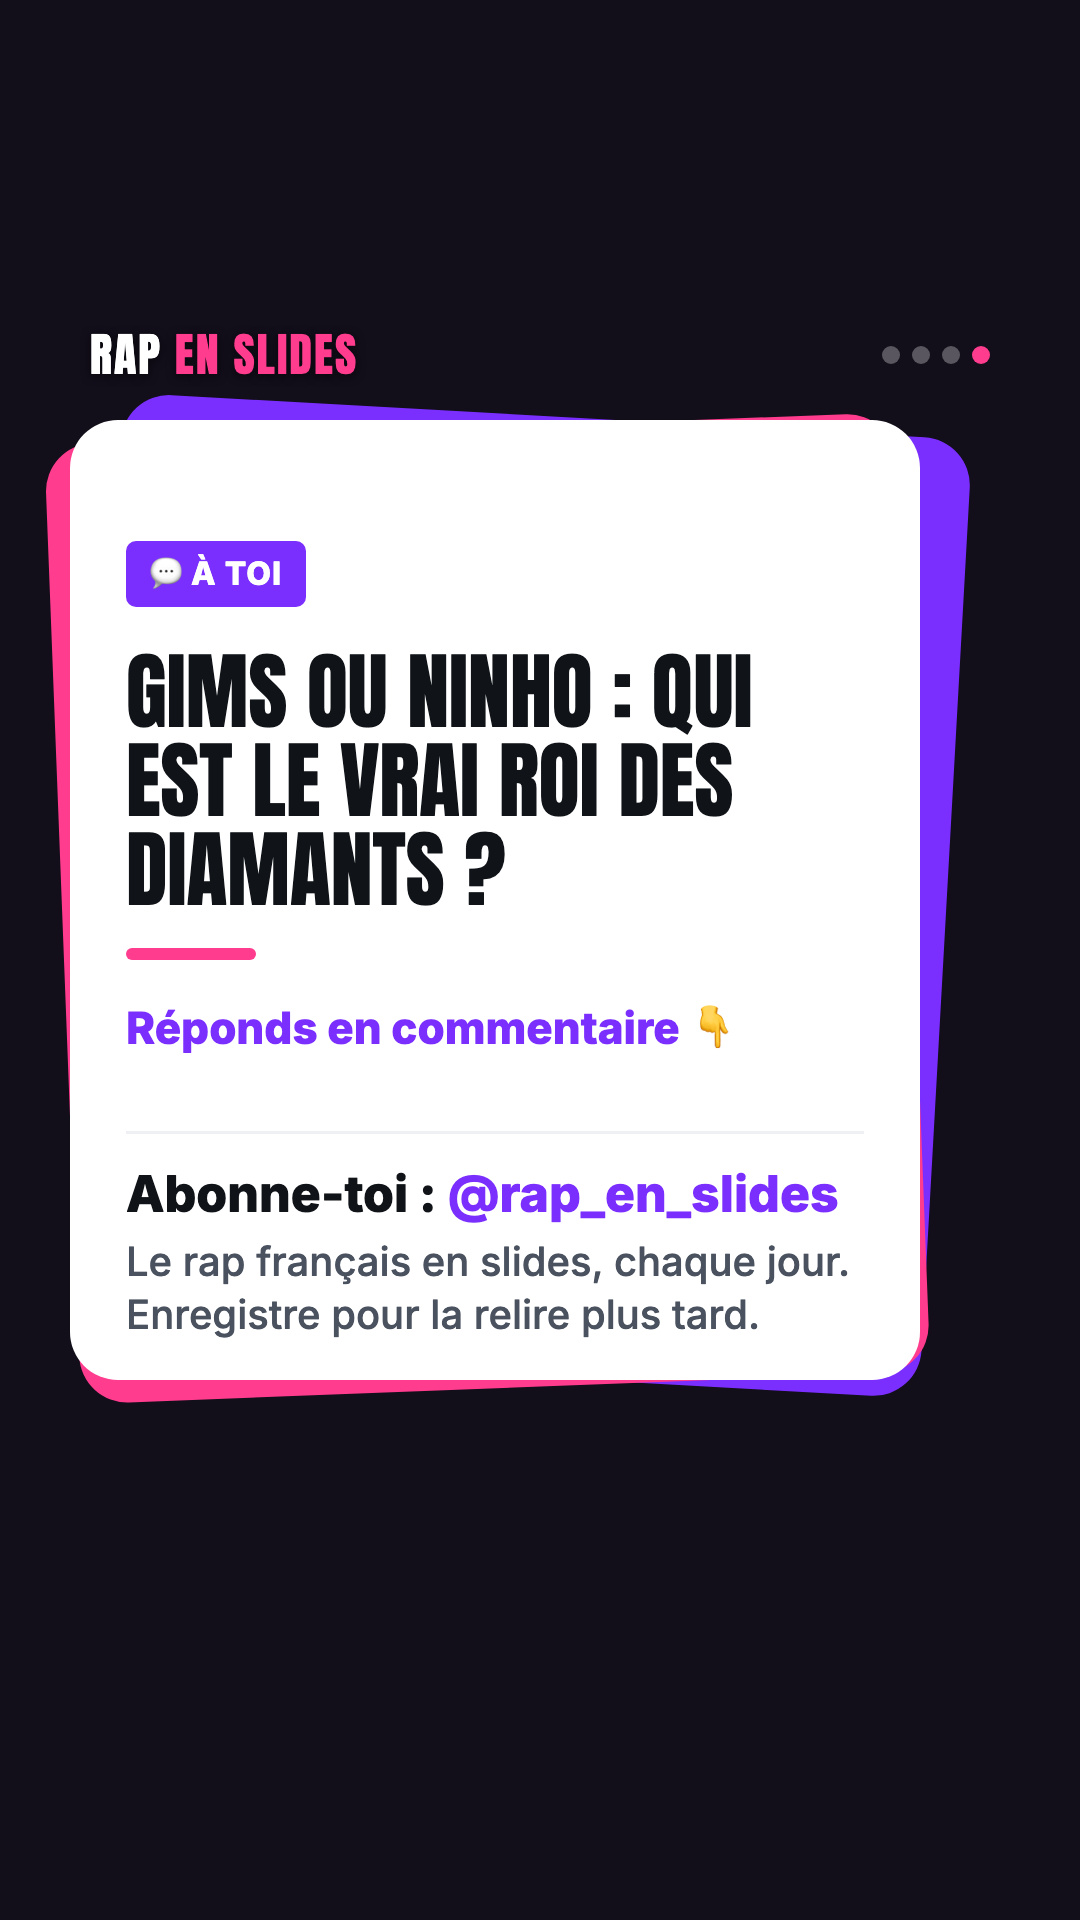 RAP EN SLIDES
💬 À TOI
GIMS OU NINHO : QUI
EST LE VRAI ROI DES
DIAMANTS ?
Réponds en commentaire 👇
Abonne-toi : @rap_en_slides
Le rap français en slides, chaque jour.
Enregistre pour la relire plus tard.